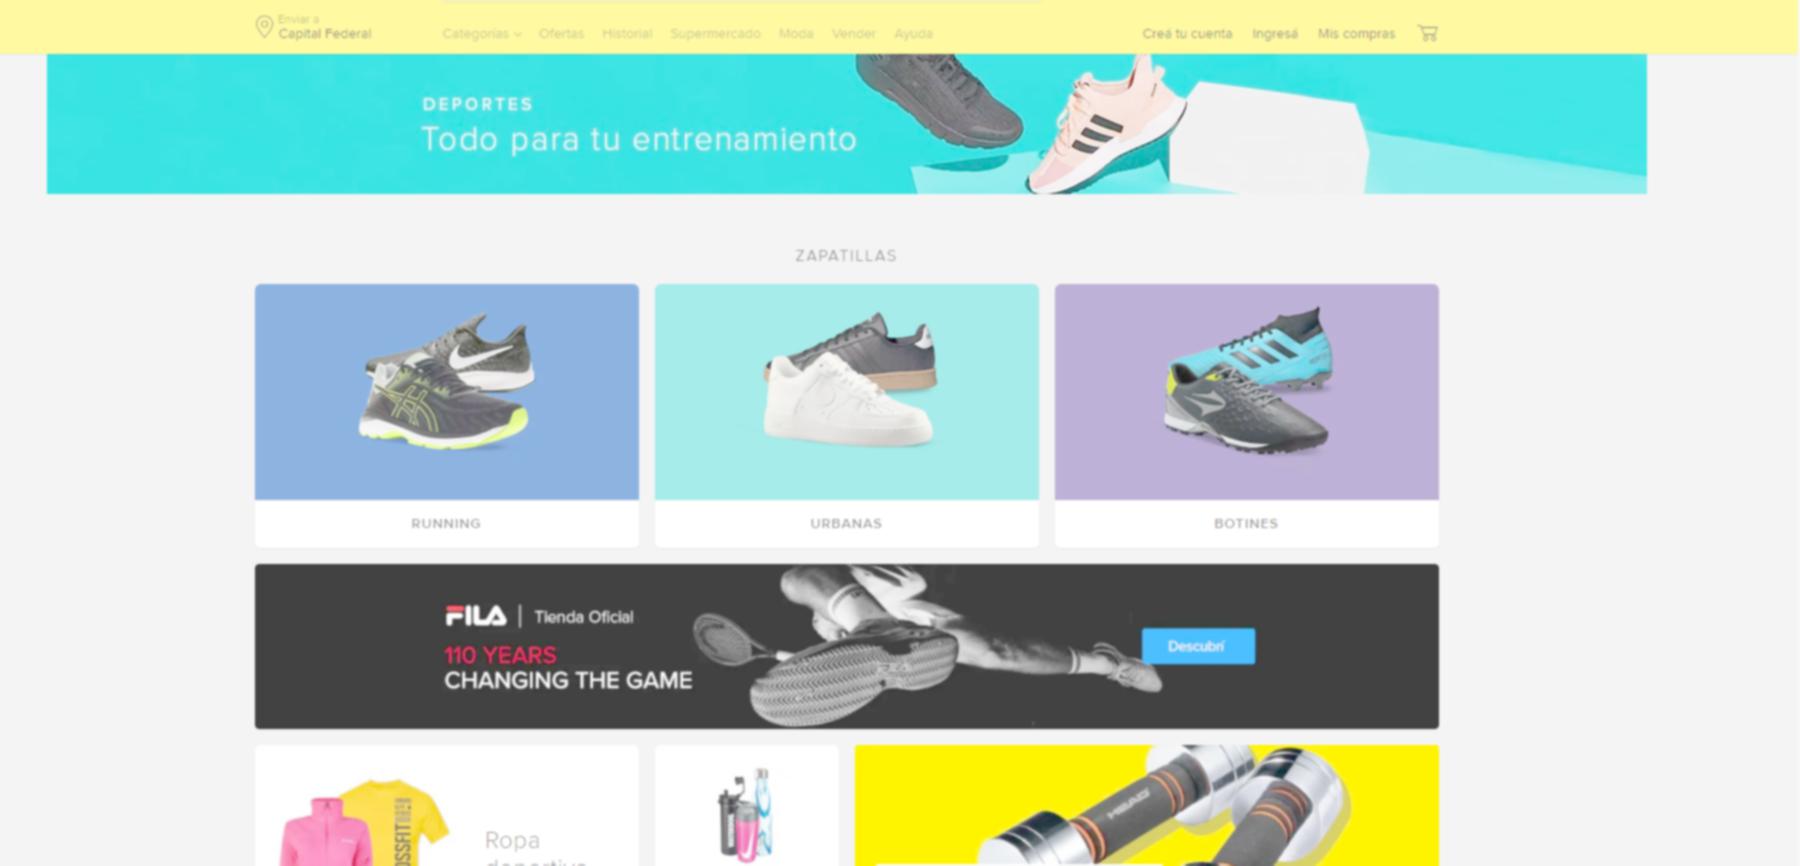 Enviar a
Capital Federal
Categorías Ofertas Historial Supermercado Moda Vender Ayuda Creá tu cuenta Ingresá Mis compras
DEPORTES
Todo para tu entrenamiento
ZAPATILLAS
RUNNING
URBANAS
BOTINES
FILA | Tienda Oficial
110 YEARS
CHANGING THE GAME
Descubrí
HEAD
Ropa